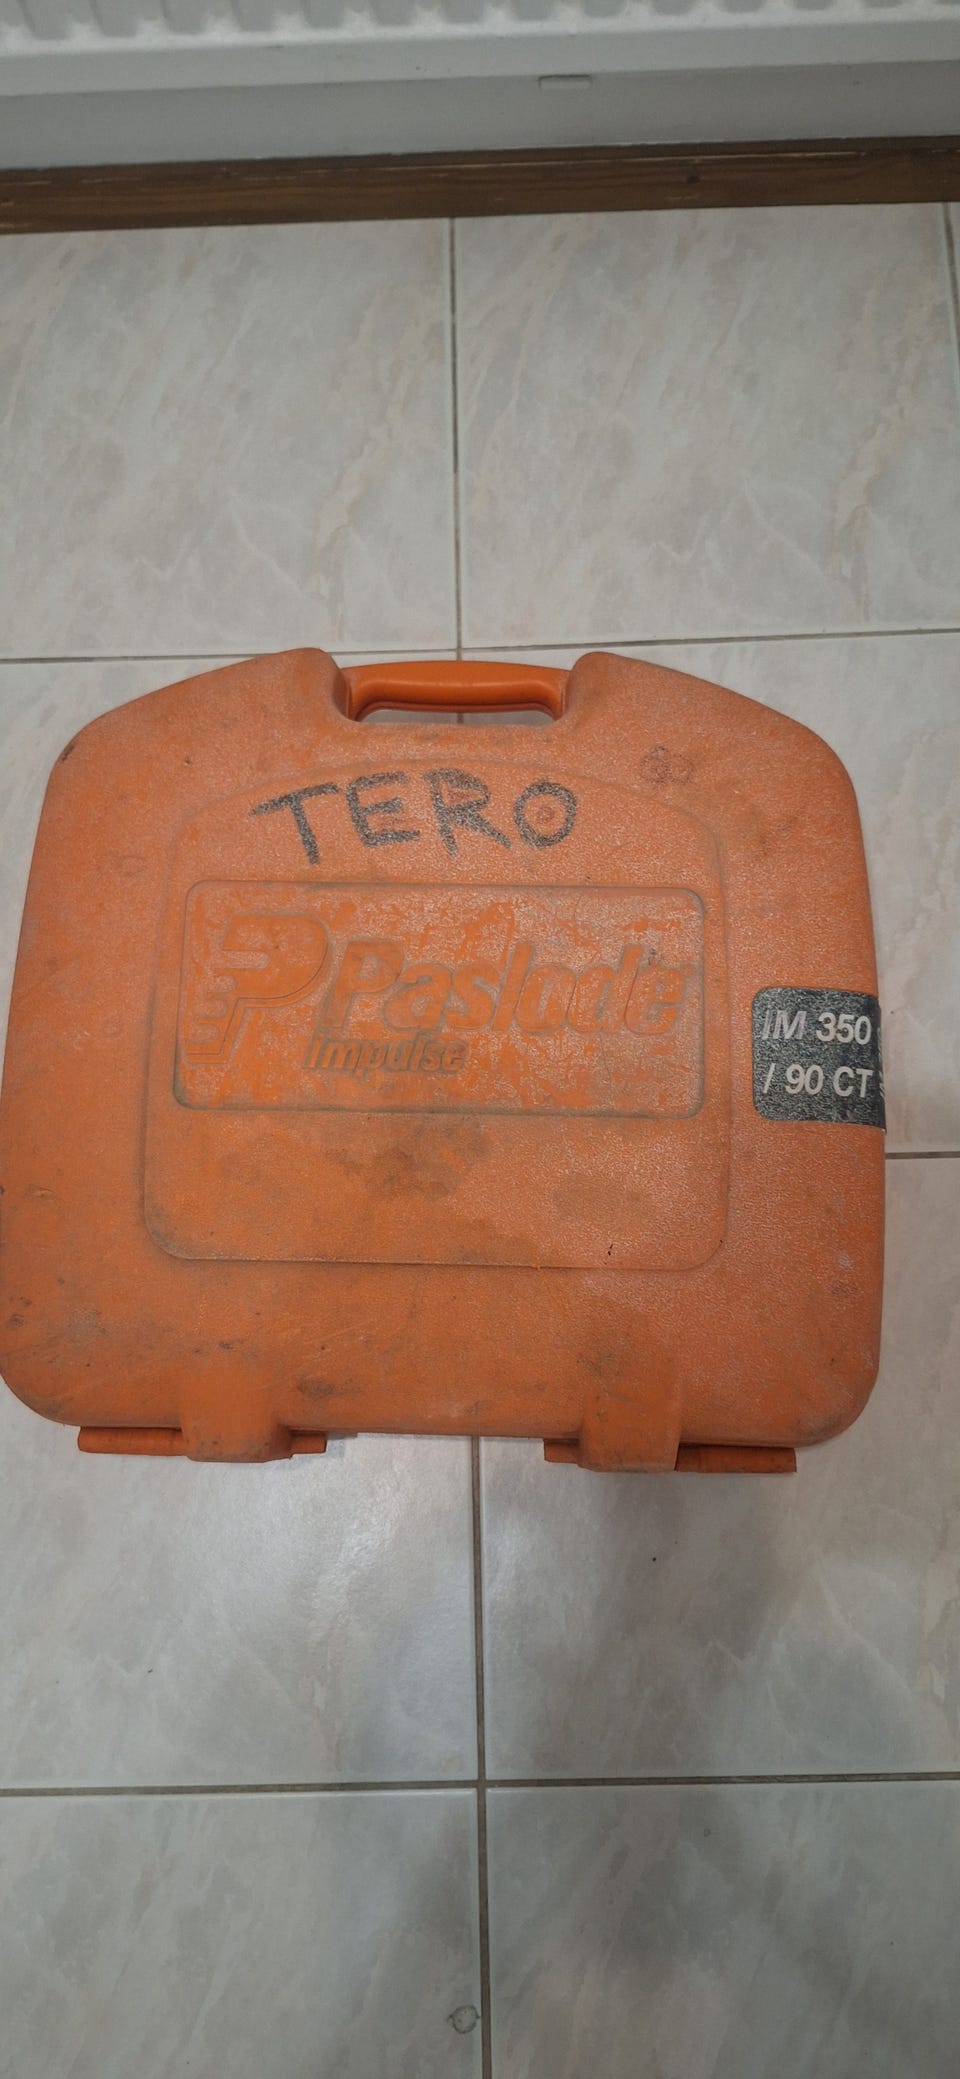 TERO
Paslode
impulse
IM 350
/ 90 CT